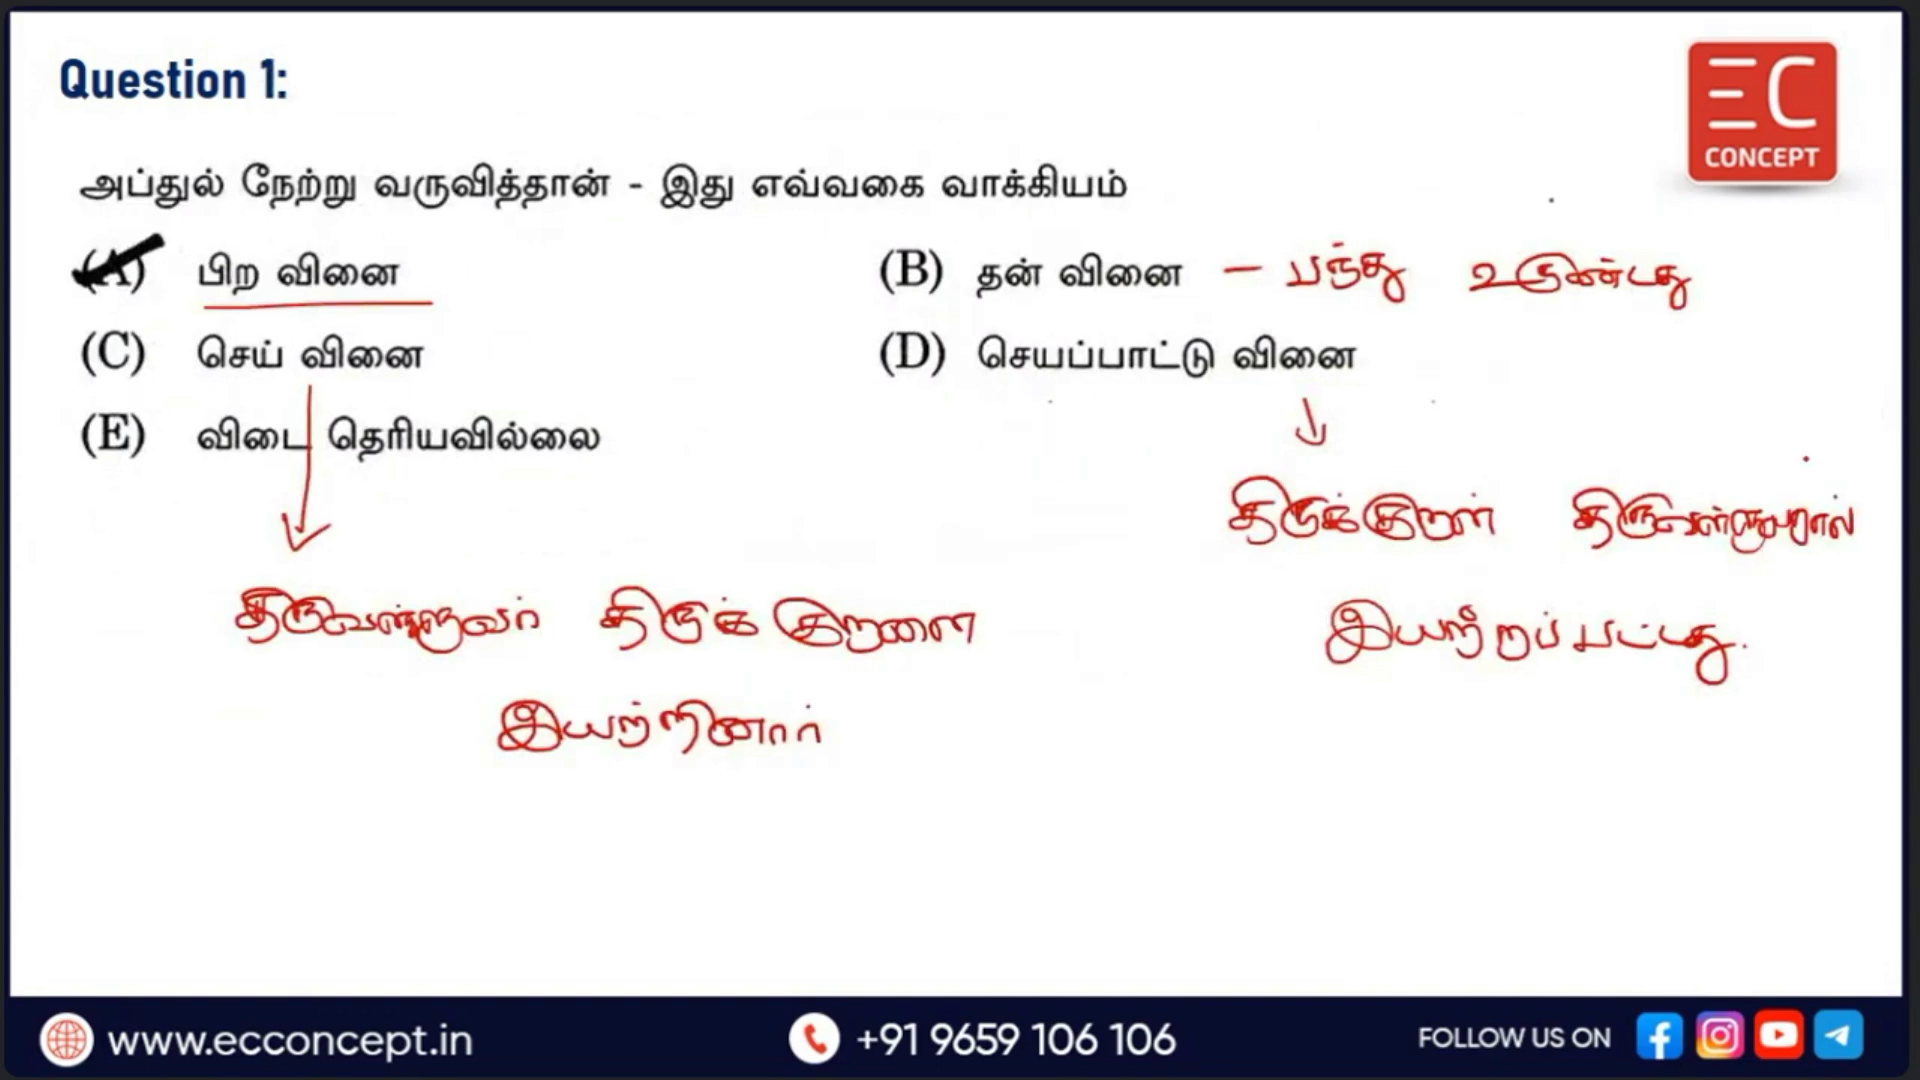 Question 1:
EC
CONCEPT
அப்துல் நேற்று வருவித்தான் - இது எவ்வகை வாக்கியம்
(A) பிற வினை
(B) தன் வினை – பந்து உருண்டது
(C) செய் வினை
(D) செயப்பாட்டு வினை
(E) விடை தெரியவில்லை
திருக்குறள் திருவள்ளுவரால்
இயற்றப்பட்டது.
திருவள்ளுவர் திருக்குறளை
இயற்றினார்
www.ecconcept.in
+91 9659 106 106
FOLLOW US ON